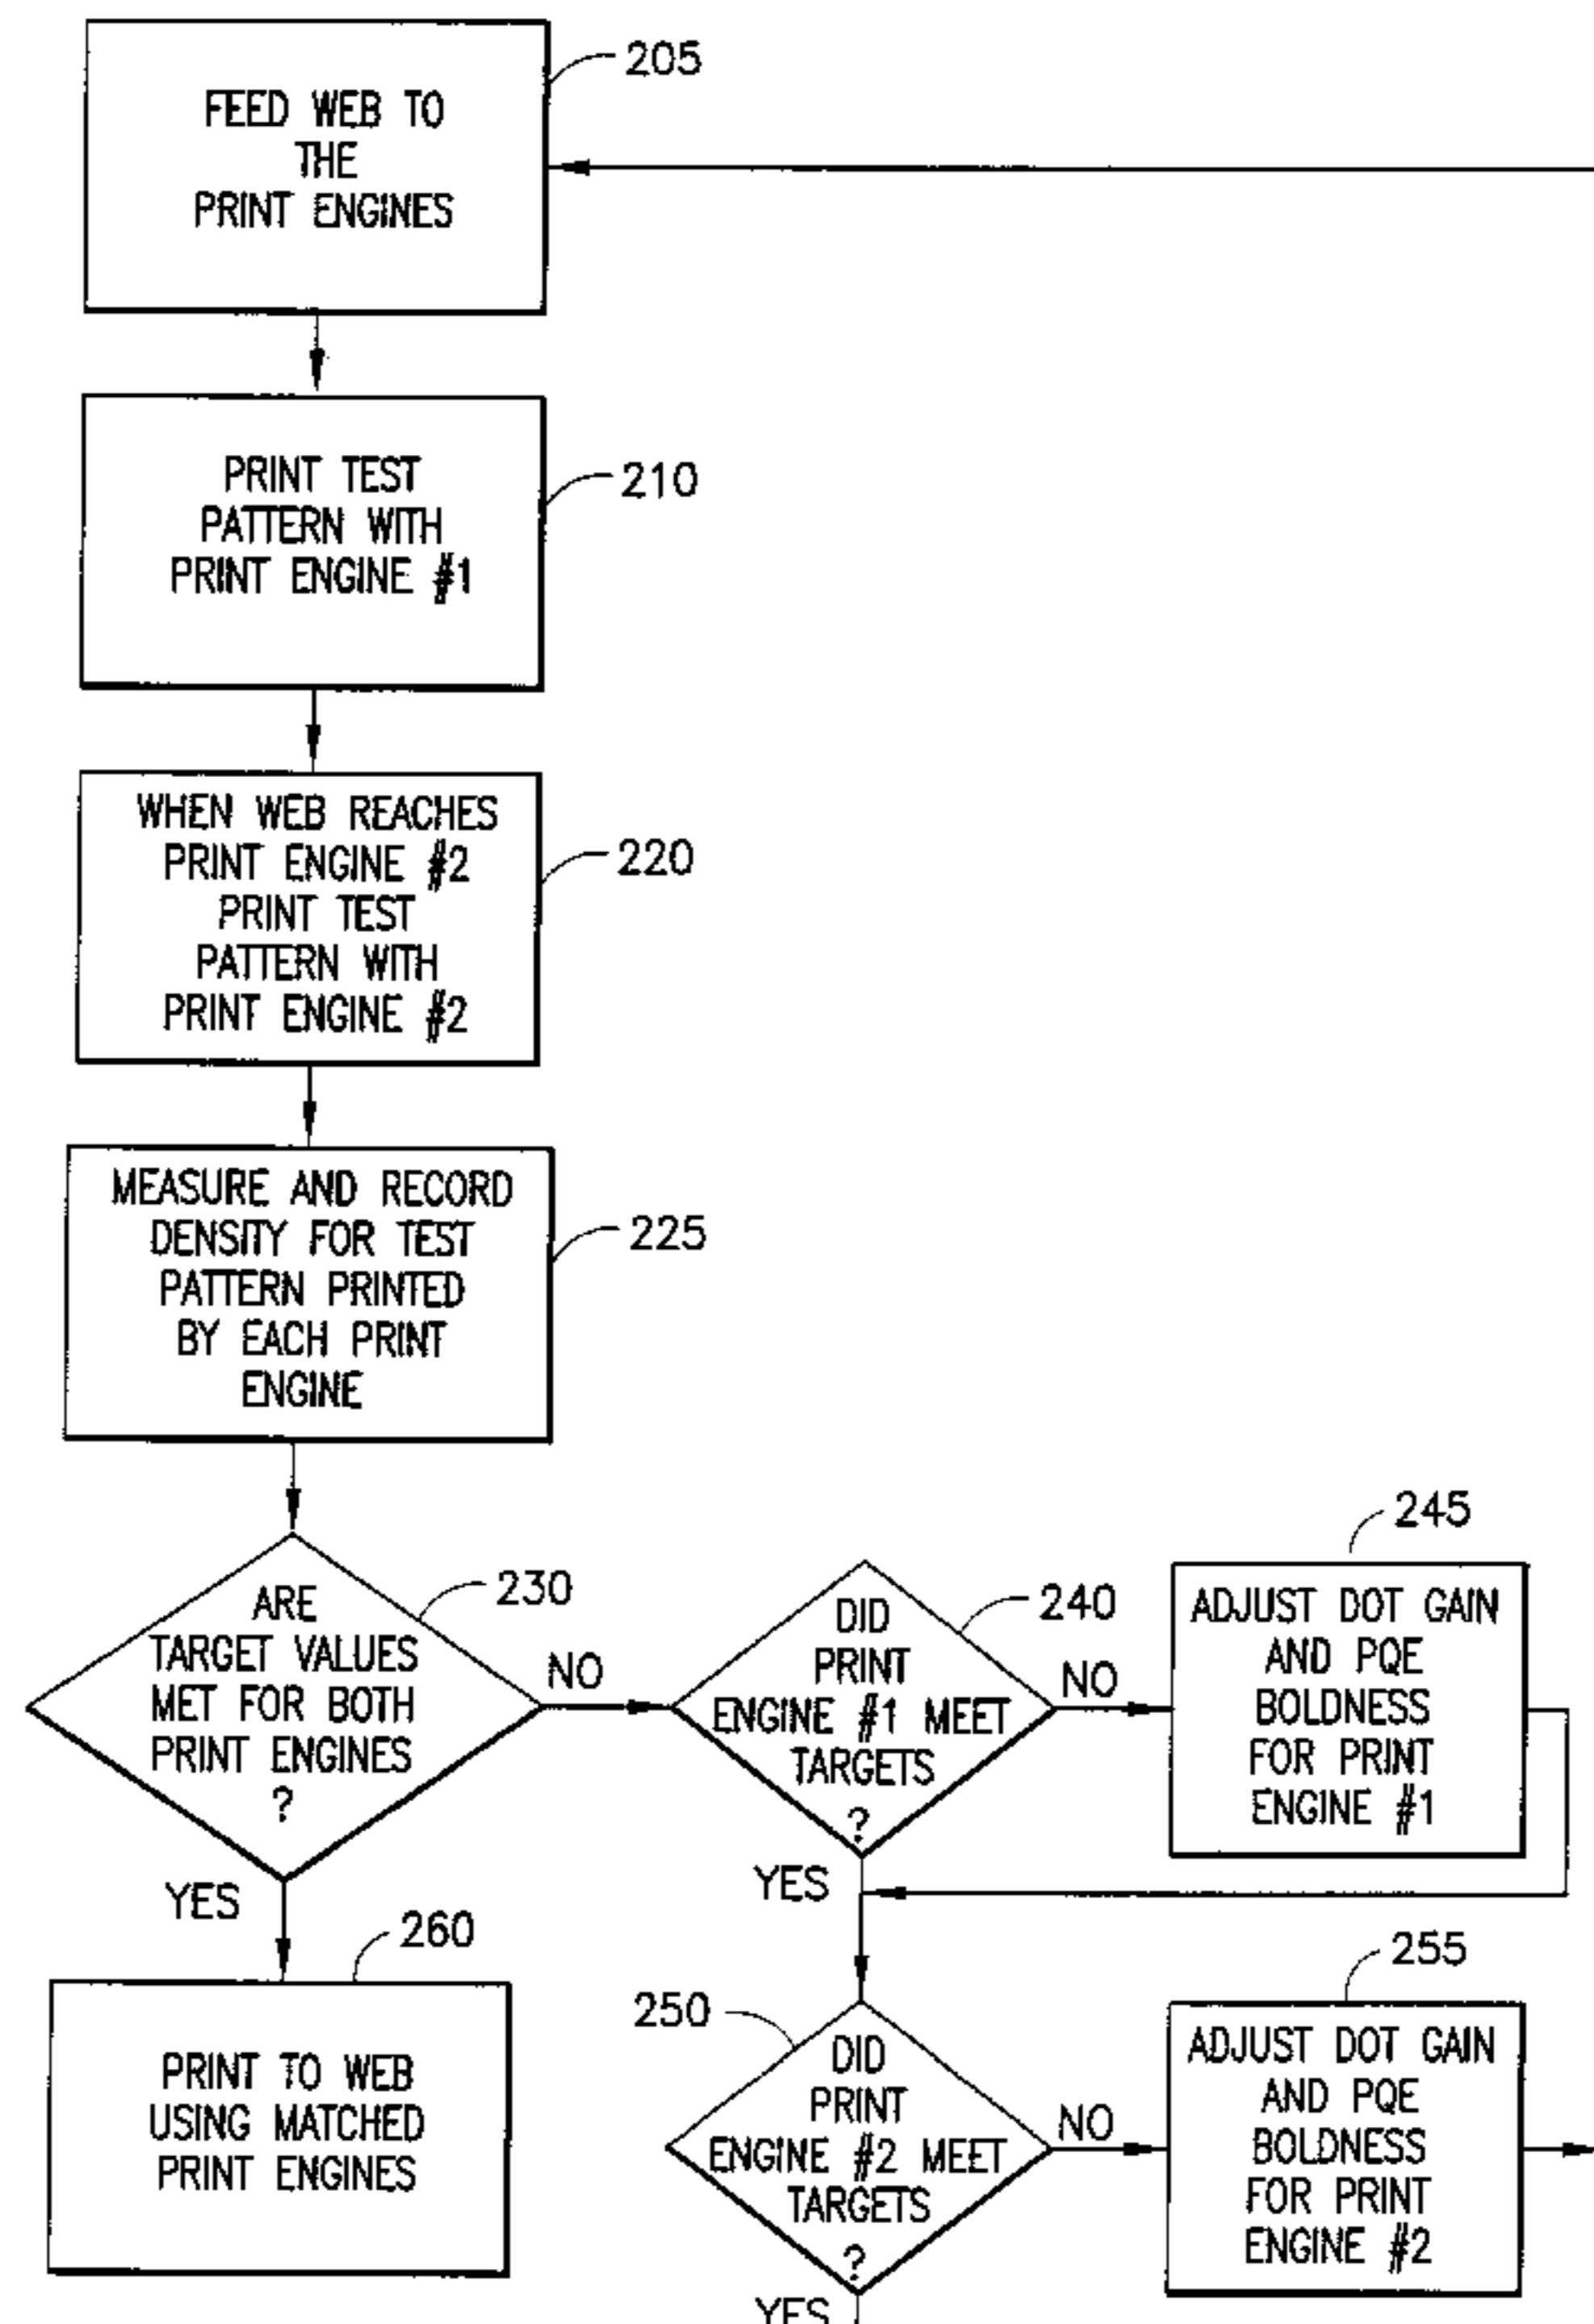 FEED WEB TO
THE
PRINT ENGINES
205
PRINT TEST
PATTERN WITH
PRINT ENGINE #1
210
WHEN WEB REACHES
PRINT ENGINE #2
PRINT TEST
PATTERN WITH
PRINT ENGINE #2
220
MEASURE AND RECORD
DENSITY FOR TEST
PATTERN PRINTED
BY EACH PRINT
ENGINE
225
ARE
TARGET VALUES
MET FOR BOTH
PRINT ENGINES
?
230
NO
YES
DID
PRINT
ENGINE #1 MEET
TARGETS
?
240
NO
YES
ADJUST DOT GAIN
AND PQE
BOLDNESS
FOR PRINT
ENGINE #1
245
PRINT TO WEB
USING MATCHED
PRINT ENGINES
260
DID
PRINT
ENGINE #2 MEET
TARGETS
?
250
NO
YES
ADJUST DOT GAIN
AND PQE
BOLDNESS
FOR PRINT
ENGINE #2
255